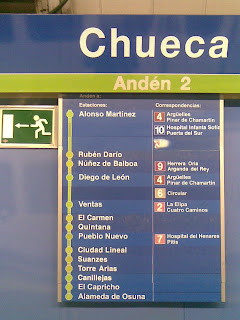 Chueca
Andén 2
Andén 2
Estaciones: Correspondencias:
Alonso Martínez 4 Argüelles
Pinar de Chamartín
10 Hospital Infanta Sofía
Puerta del Sur
Rubén Darío
Núñez de Balboa 9 Herrera Oria
Arganda del Rey
Diego de León 4 Argüelles
Pinar de Chamartín
6 Circular
Ventas 2 La Elipa
Cuatro Caminos
El Carmen
Quintana
Pueblo Nuevo 7 Hospital del Henares
Pitis
Ciudad Lineal
Suanzes
Torre Arias
Canillejas
El Capricho
Alameda de Osuna